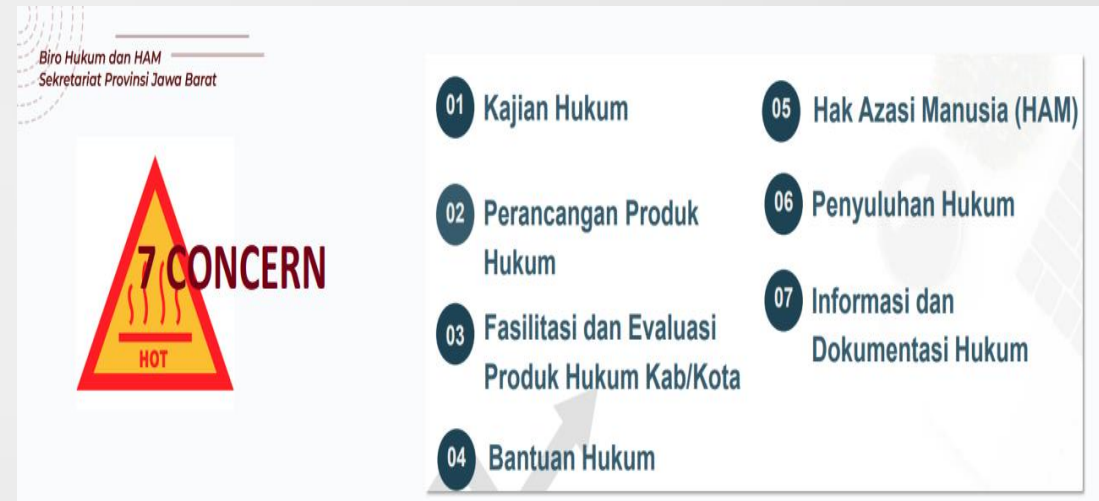 Biro Hukum dan HAM
Sekretariat Provinsi Jawa Barat
7 CONCERN
HOT
01 Kajian Hukum
02 Perancangan Produk
Hukum
03 Fasilitasi dan Evaluasi
Produk Hukum Kab/Kota
04 Bantuan Hukum
05 Hak Azasi Manusia (HAM)
06 Penyuluhan Hukum
07 Informasi dan
Dokumentasi Hukum